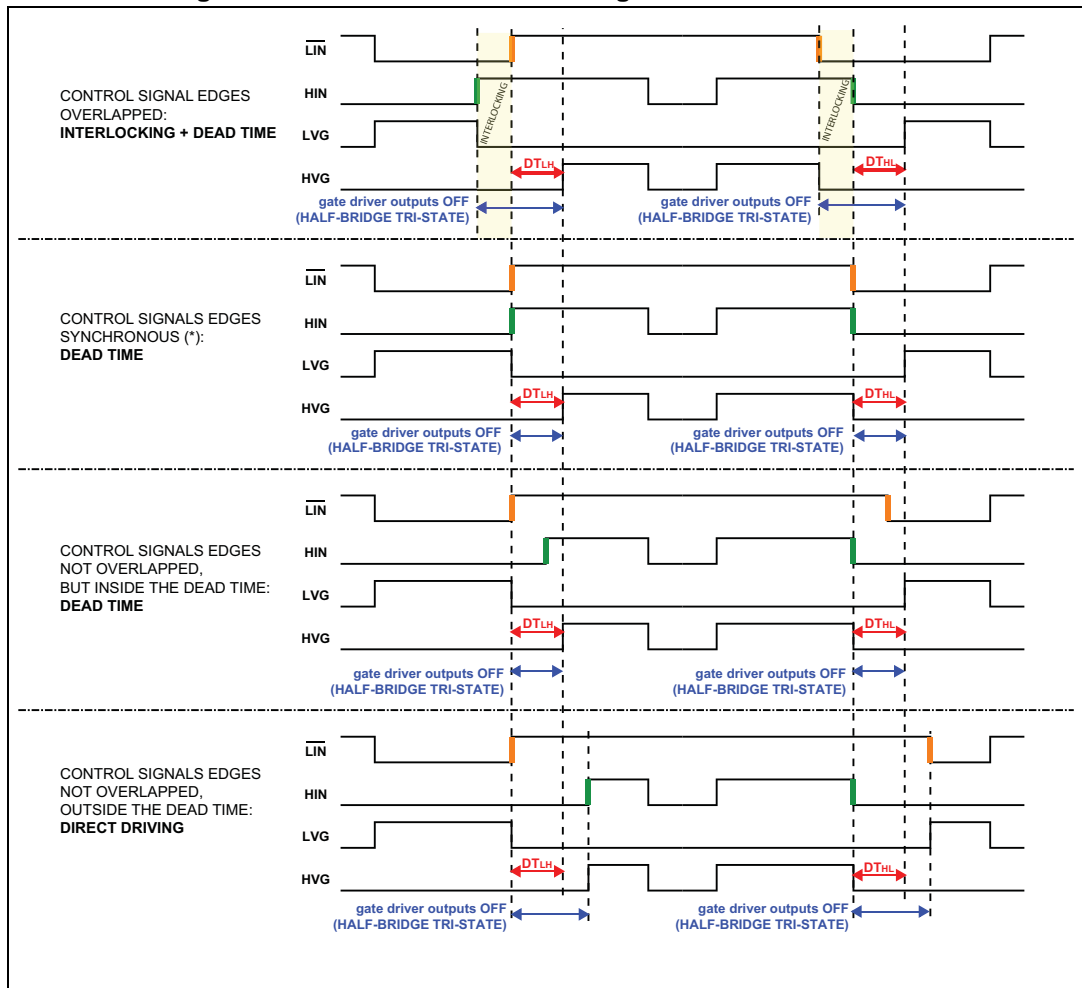 LIN
HIN
LVG
HVG
CONTROL SIGNAL EDGES
OVERLAPPED:
INTERLOCKING + DEAD TIME
INTERLOCKING
INTERLOCKING
DTLH
DTHL
gate driver outputs OFF
(HALF-BRIDGE TRI-STATE)
gate driver outputs OFF
(HALF-BRIDGE TRI-STATE)
LIN
HIN
LVG
HVG
CONTROL SIGNALS EDGES
SYNCHRONOUS (*):
DEAD TIME
DTLH
DTHL
gate driver outputs OFF
(HALF-BRIDGE TRI-STATE)
gate driver outputs OFF
(HALF-BRIDGE TRI-STATE)
LIN
HIN
LVG
HVG
CONTROL SIGNALS EDGES
NOT OVERLAPPED,
BUT INSIDE THE DEAD TIME:
DEAD TIME
DTLH
DTHL
gate driver outputs OFF
(HALF-BRIDGE TRI-STATE)
gate driver outputs OFF
(HALF-BRIDGE TRI-STATE)
LIN
HIN
LVG
HVG
CONTROL SIGNALS EDGES
NOT OVERLAPPED,
OUTSIDE THE DEAD TIME:
DIRECT DRIVING
DTLH
DTHL
gate driver outputs OFF
(HALF-BRIDGE TRI-STATE)
gate driver outputs OFF
(HALF-BRIDGE TRI-STATE)